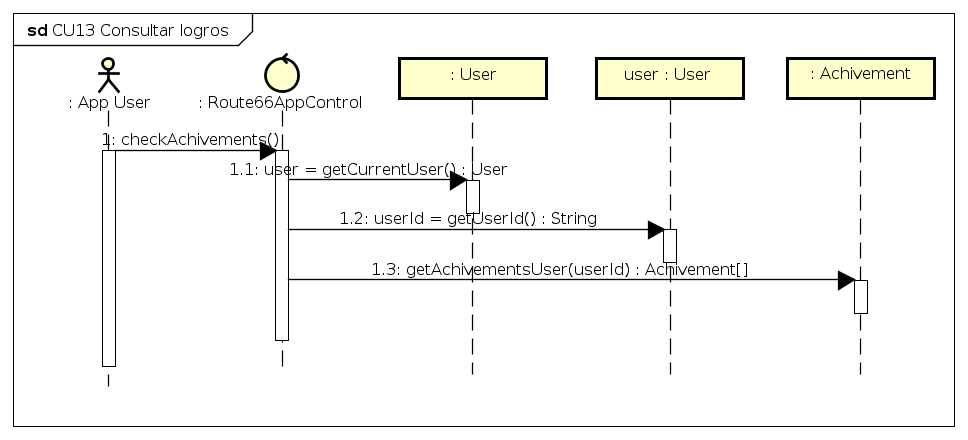 sd CU13 Consultar logros
: App User
: Route66AppControl
: User
user : User
: Achivement
1: checkAchivements()
1.1: user = getCurrentUser() : User
1.2: userId = getUserId() : String
1.3: getAchivementsUser(userId) : Achivement[]